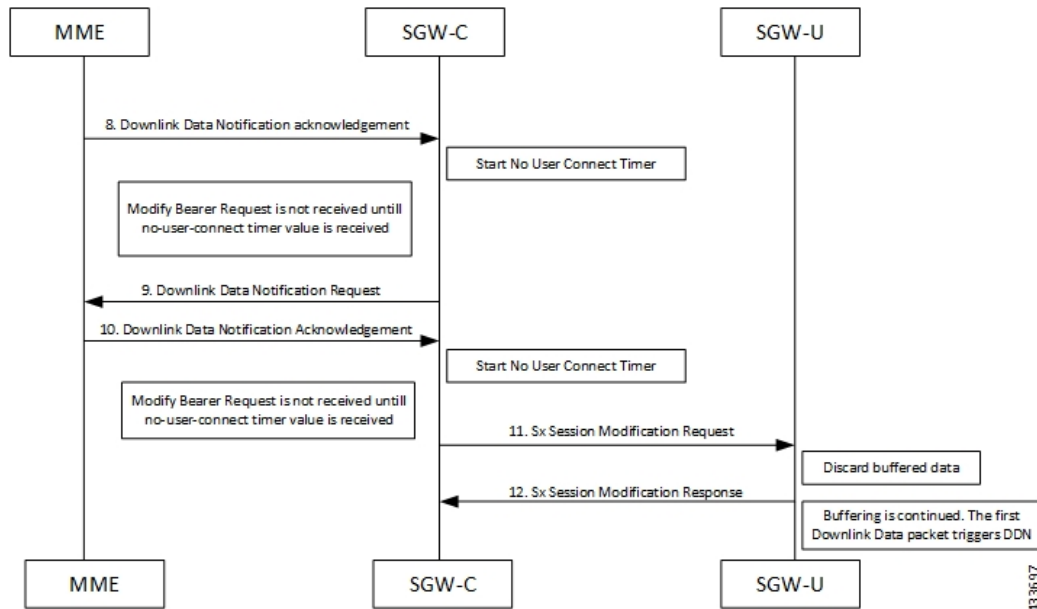 MME
SGW-C
SGW-U
8. Downlink Data Notification acknowledgement
Start No User Connect Timer
Modify Bearer Request is not received untill
no-user-connect timer value is received
9. Downlink Data Notification Request
10. Downlink Data Notification Acknowledgement
Start No User Connect Timer
Modify Bearer Request is not received untill
no-user-connect timer value is received
11. Sx Session Modification Request
Discard buffered data
12. Sx Session Modification Response
Buffering is continued. The first
Downlink Data packet triggers DDN
MME
SGW-C
SGW-U
433697